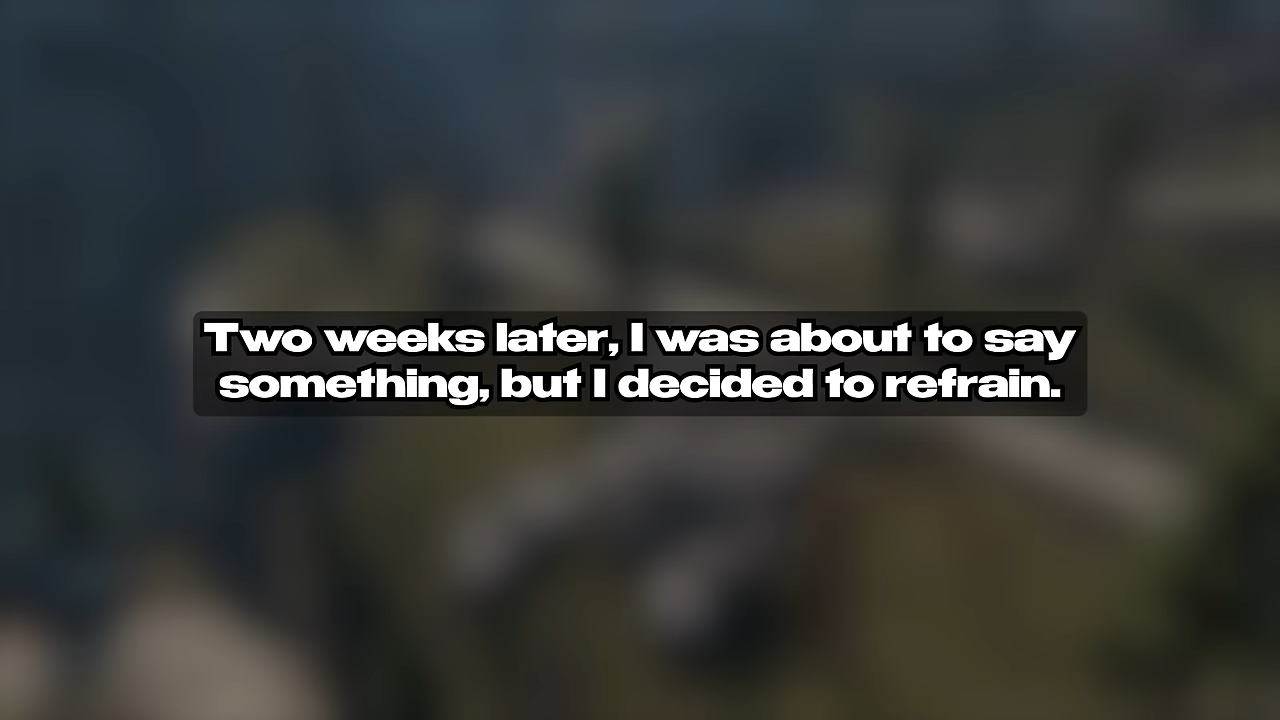 Two weeks later, I was about to say
something, but I decided to refrain.